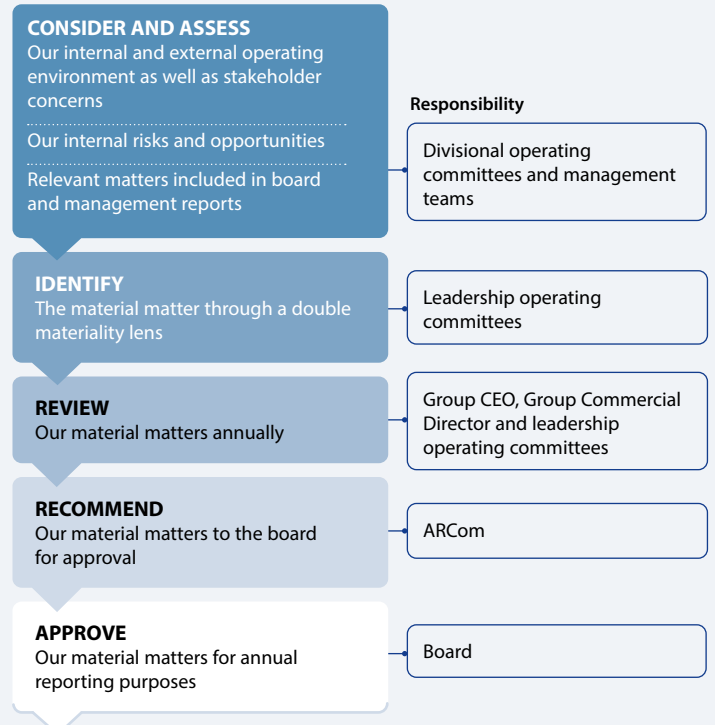 CONSIDER AND ASSESS
Our internal and external operating
environment as well as stakeholder
concerns
Our internal risks and opportunities
Relevant matters included in board
and management reports
Responsibility
Divisional operating
committees and management
teams
IDENTIFY
The material matter through a double
materiality lens
Leadership operating
committees
REVIEW
Our material matters annually
Group CEO, Group Commercial
Director and leadership
operating committees
RECOMMEND
Our material matters to the board
for approval
ARCom
APPROVE
Our material matters for annual
reporting purposes
Board